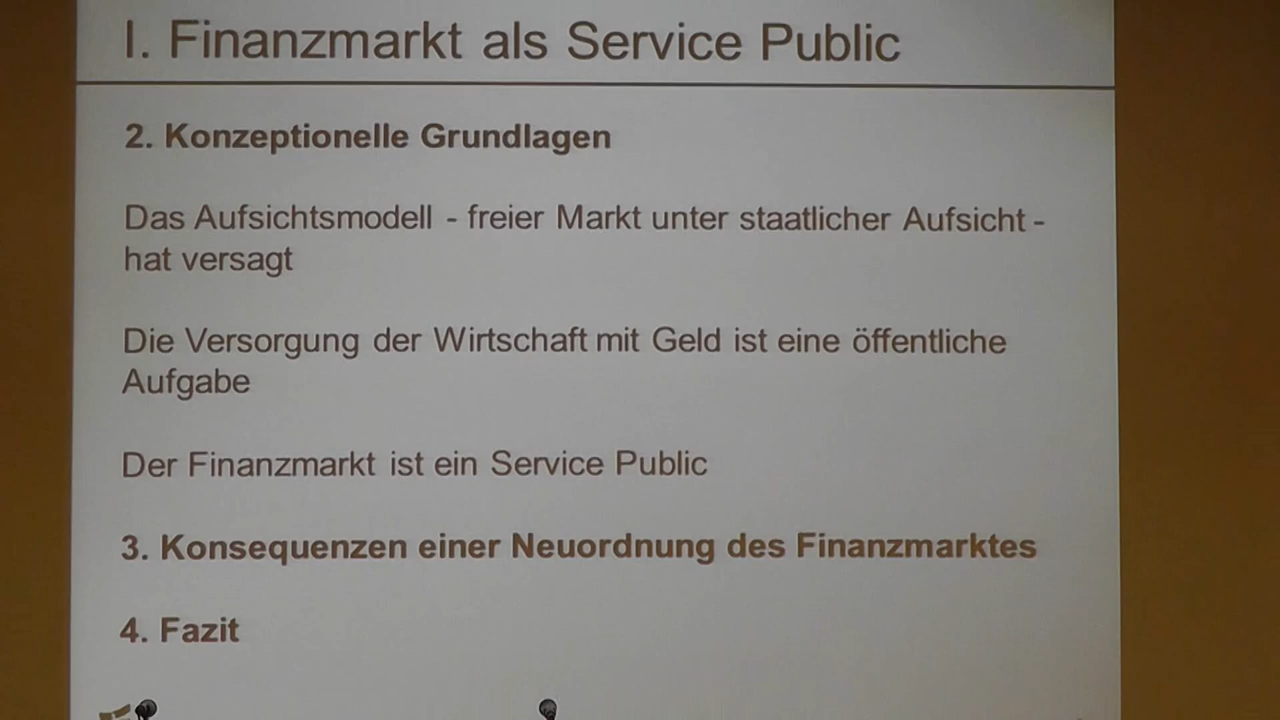 I. Finanzmarkt als Service Public
2. Konzeptionelle Grundlagen
Das Aufsichtsmodell - freier Markt unter staatlicher Aufsicht -
hat versagt
Die Versorgung der Wirtschaft mit Geld ist eine öffentliche
Aufgabe
Der Finanzmarkt ist ein Service Public
3. Konsequenzen einer Neuordnung des Finanzmarktes
4. Fazit